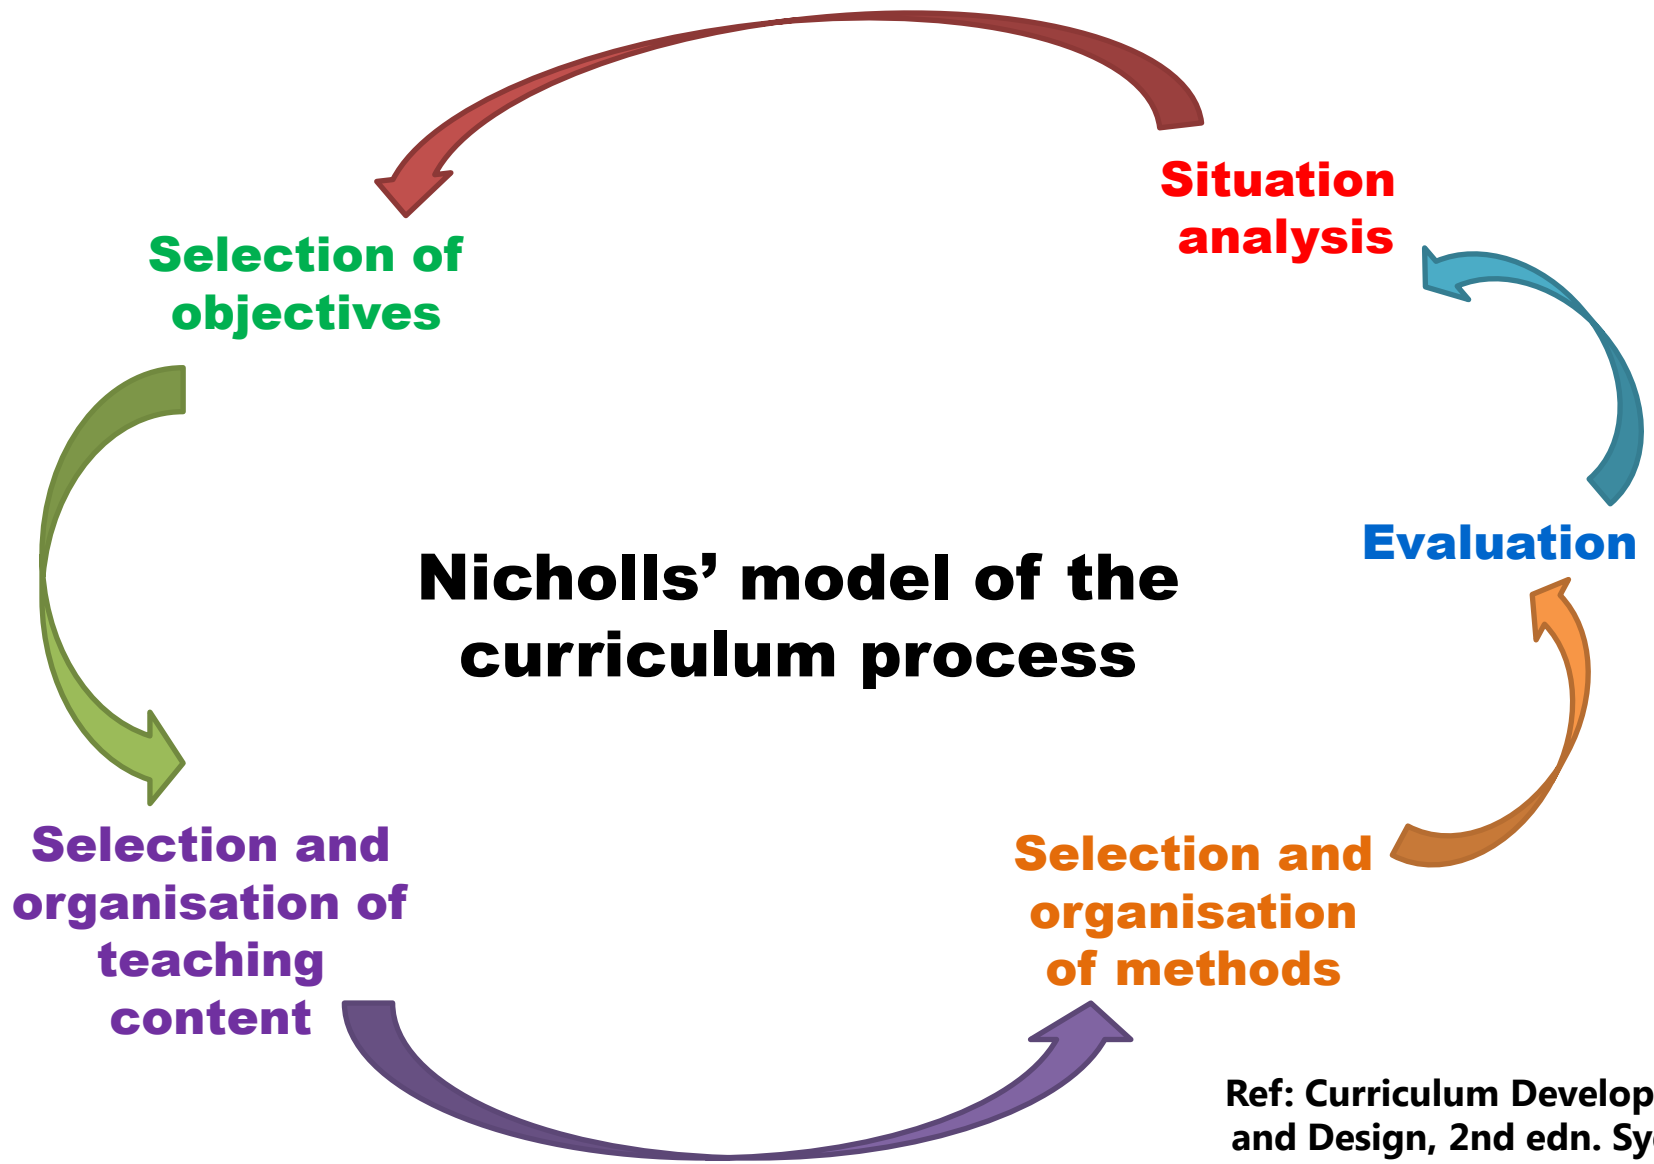 Situation
analysis
Selection of
objectives
Evaluation
Nicholls’ model of the
curriculum process
Selection and
organisation of
teaching
content
Selection and
organisation
of methods
Ref: Curriculum Develop
and Design, 2nd edn.